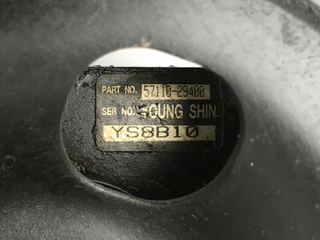 PART NO. 57110-29400
SER NO. YOUNG SHIN
YS8B10